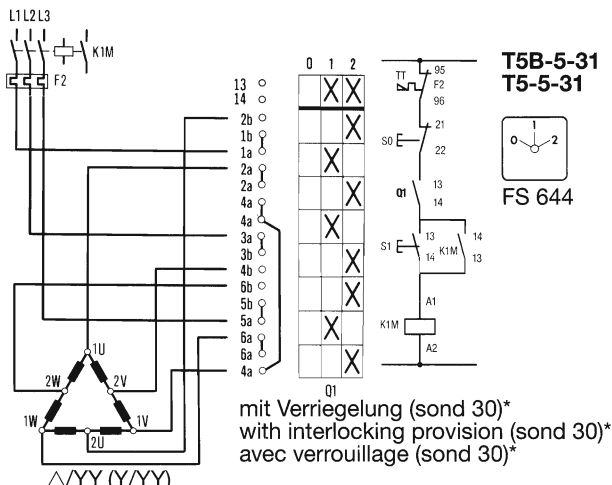 L1 L2 L3
K1M
F2
0 1 2
13
14
2b
1b
1a
2a
2a
4a
4a
3a
3b
4b
6b
5b
5a
6a
6a
4a
Q1
1U
2W
2V
1W
1V
2U
△/YY (Y/YY)
TT
95
F2
96
S0
21
22
Q1
13
14
S1
13
14
K1M
14
13
A1
K1M
A2
T5B-5-31
T5-5-31
0 1 2
FS 644
mit Verriegelung (sond 30)*
with interlocking provision (sond 30)*
avec verrouillage (sond 30)*